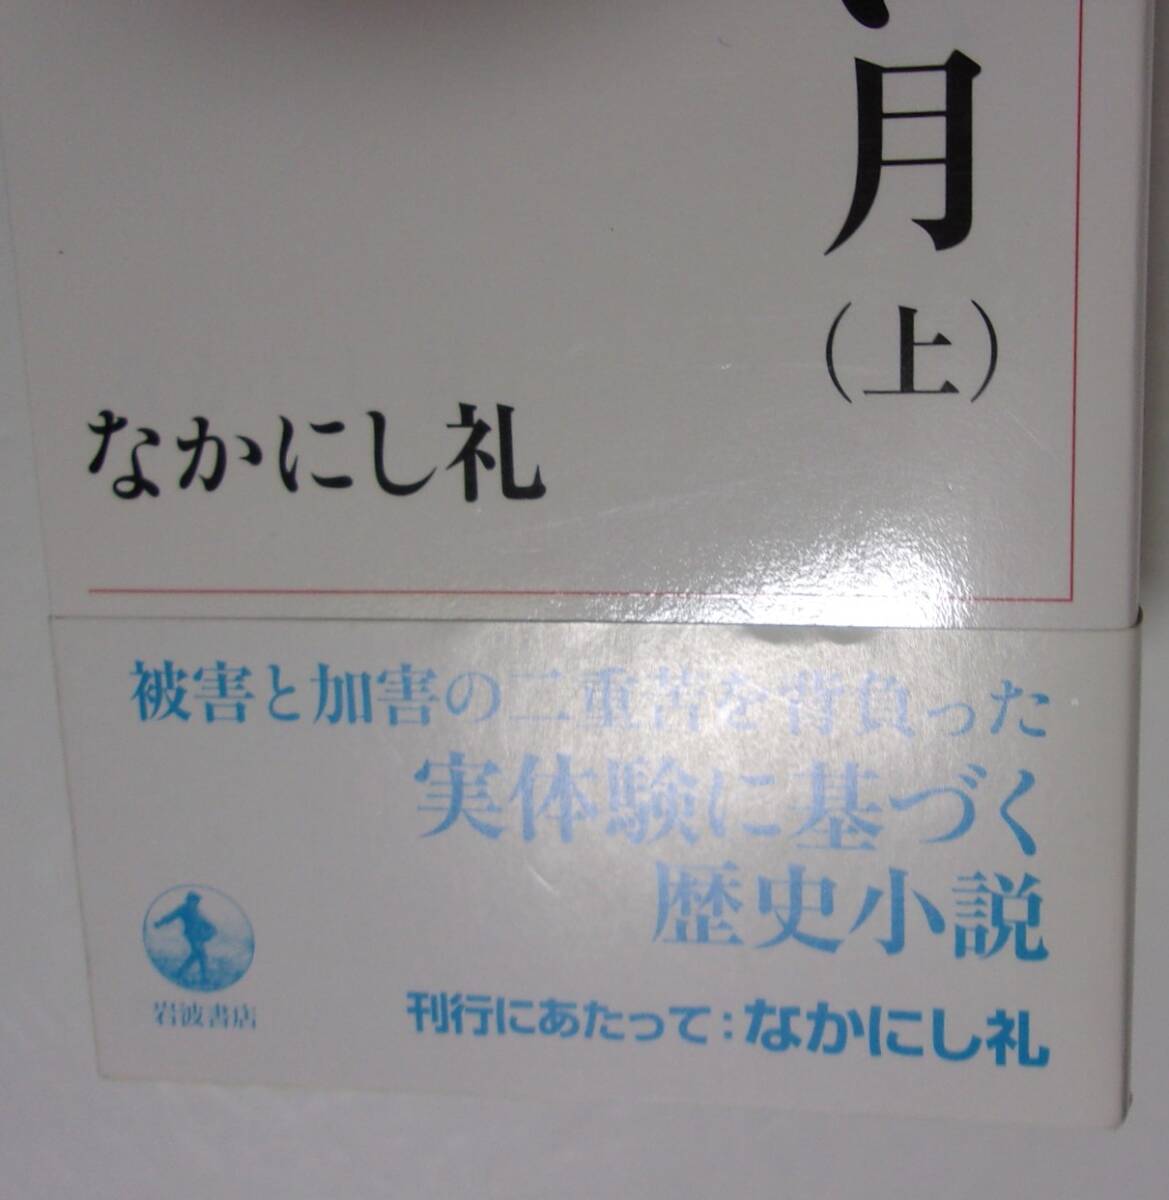 月
（上）
なかにし礼
被害と加害の二重苦を背負った
実体験に基づく
歴史小説
岩波書店
刊行にあたって：なかにし礼